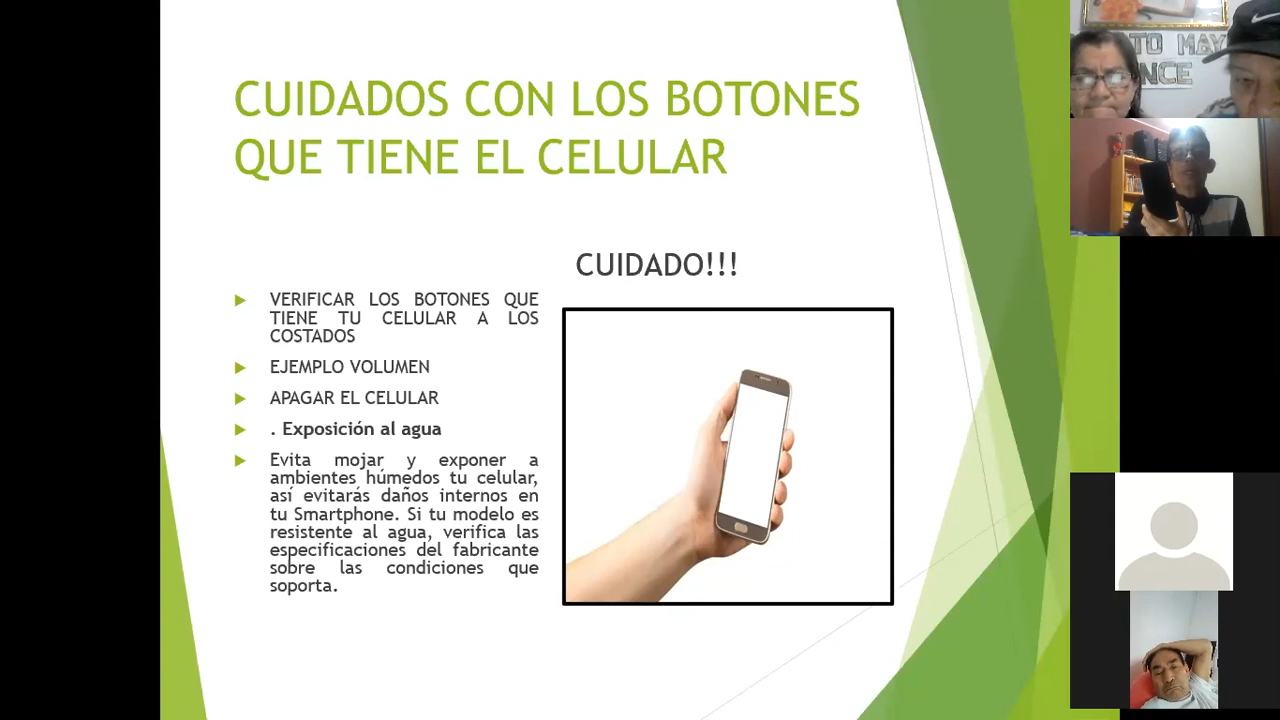 CUIDADOS CON LOS BOTONES
QUE TIENE EL CELULAR
CUIDADO!!!
VERIFICAR LOS BOTONES QUE
TIENE TU CELULAR A LOS
COSTADOS
EJEMPLO VOLUMEN
APAGAR EL CELULAR
. Exposición al agua
Evita mojar y exponer a
ambientes húmedos tu celular,
así evitarás daños internos en
tu Smartphone. Si tu modelo es
resistente al agua, verifica las
especificaciones del fabricante
sobre las condiciones que
soporta.